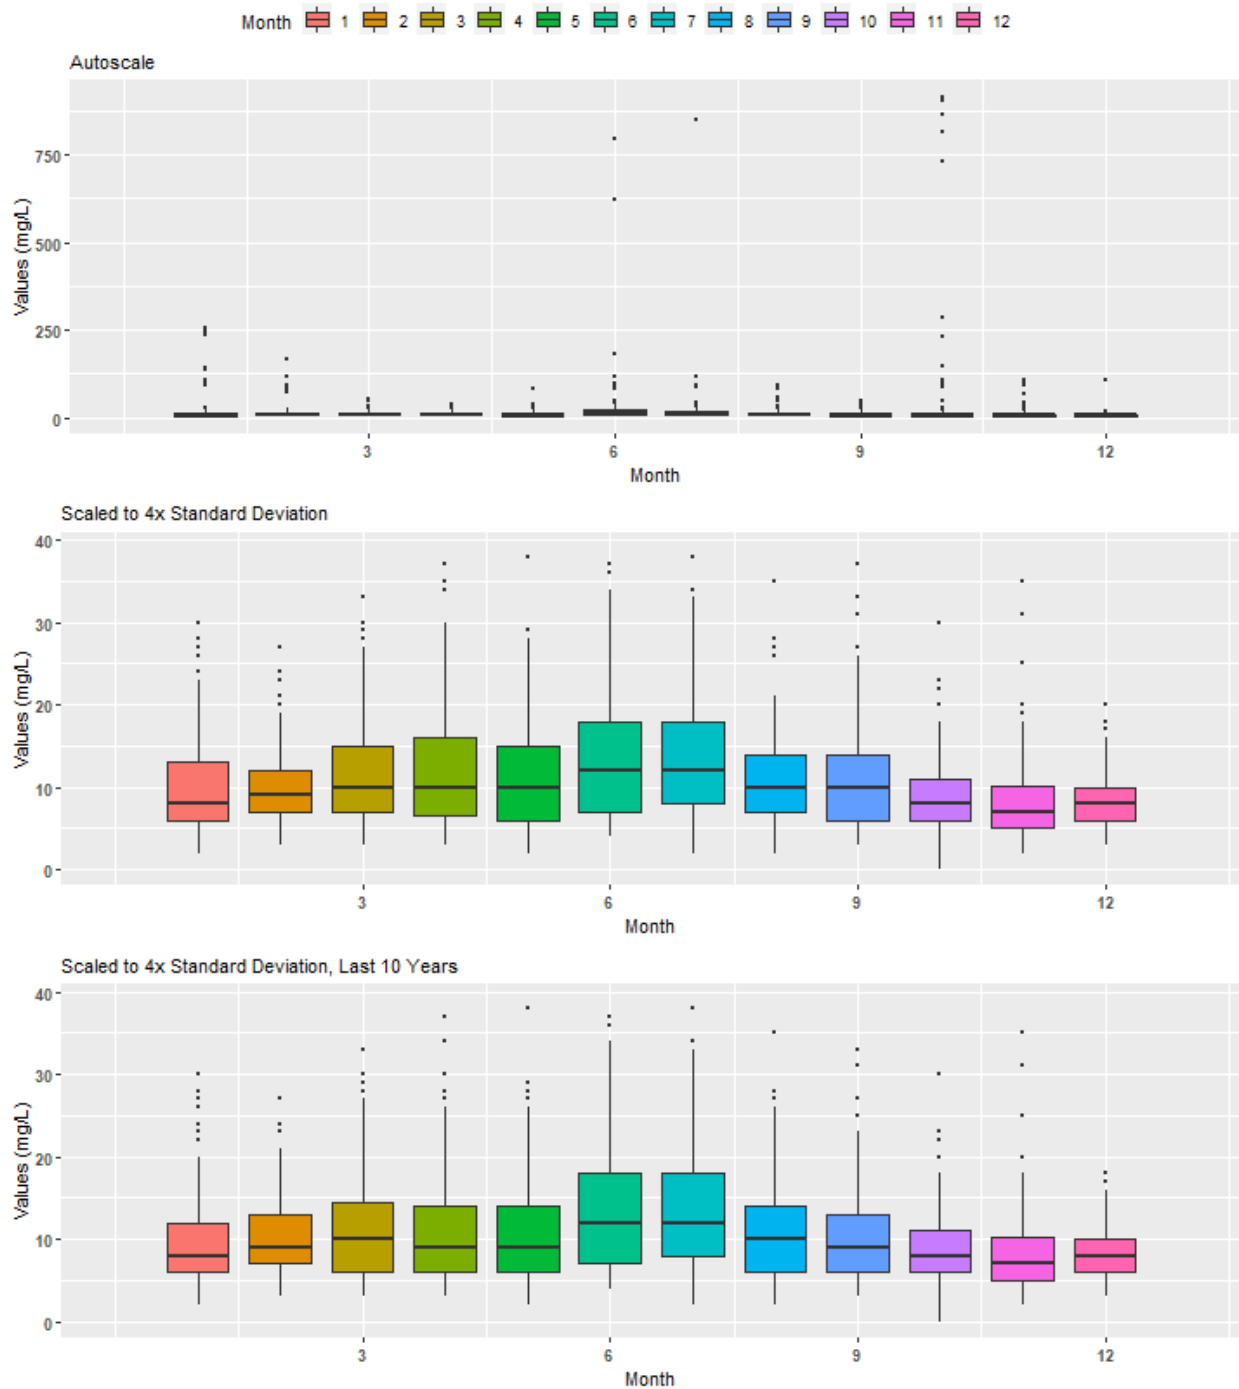 Month 1 2 3 4 5 6 7 8 9 10 11 12
Autoscale
Values (mg/L)
750
500
250
0
3 6 9 12
Month
Scaled to 4x Standard Deviation
Values (mg/L)
40
30
20
10
0
3 6 9 12
Month
Scaled to 4x Standard Deviation, Last 10 Years
Values (mg/L)
40
30
20
10
0
3 6 9 12
Month